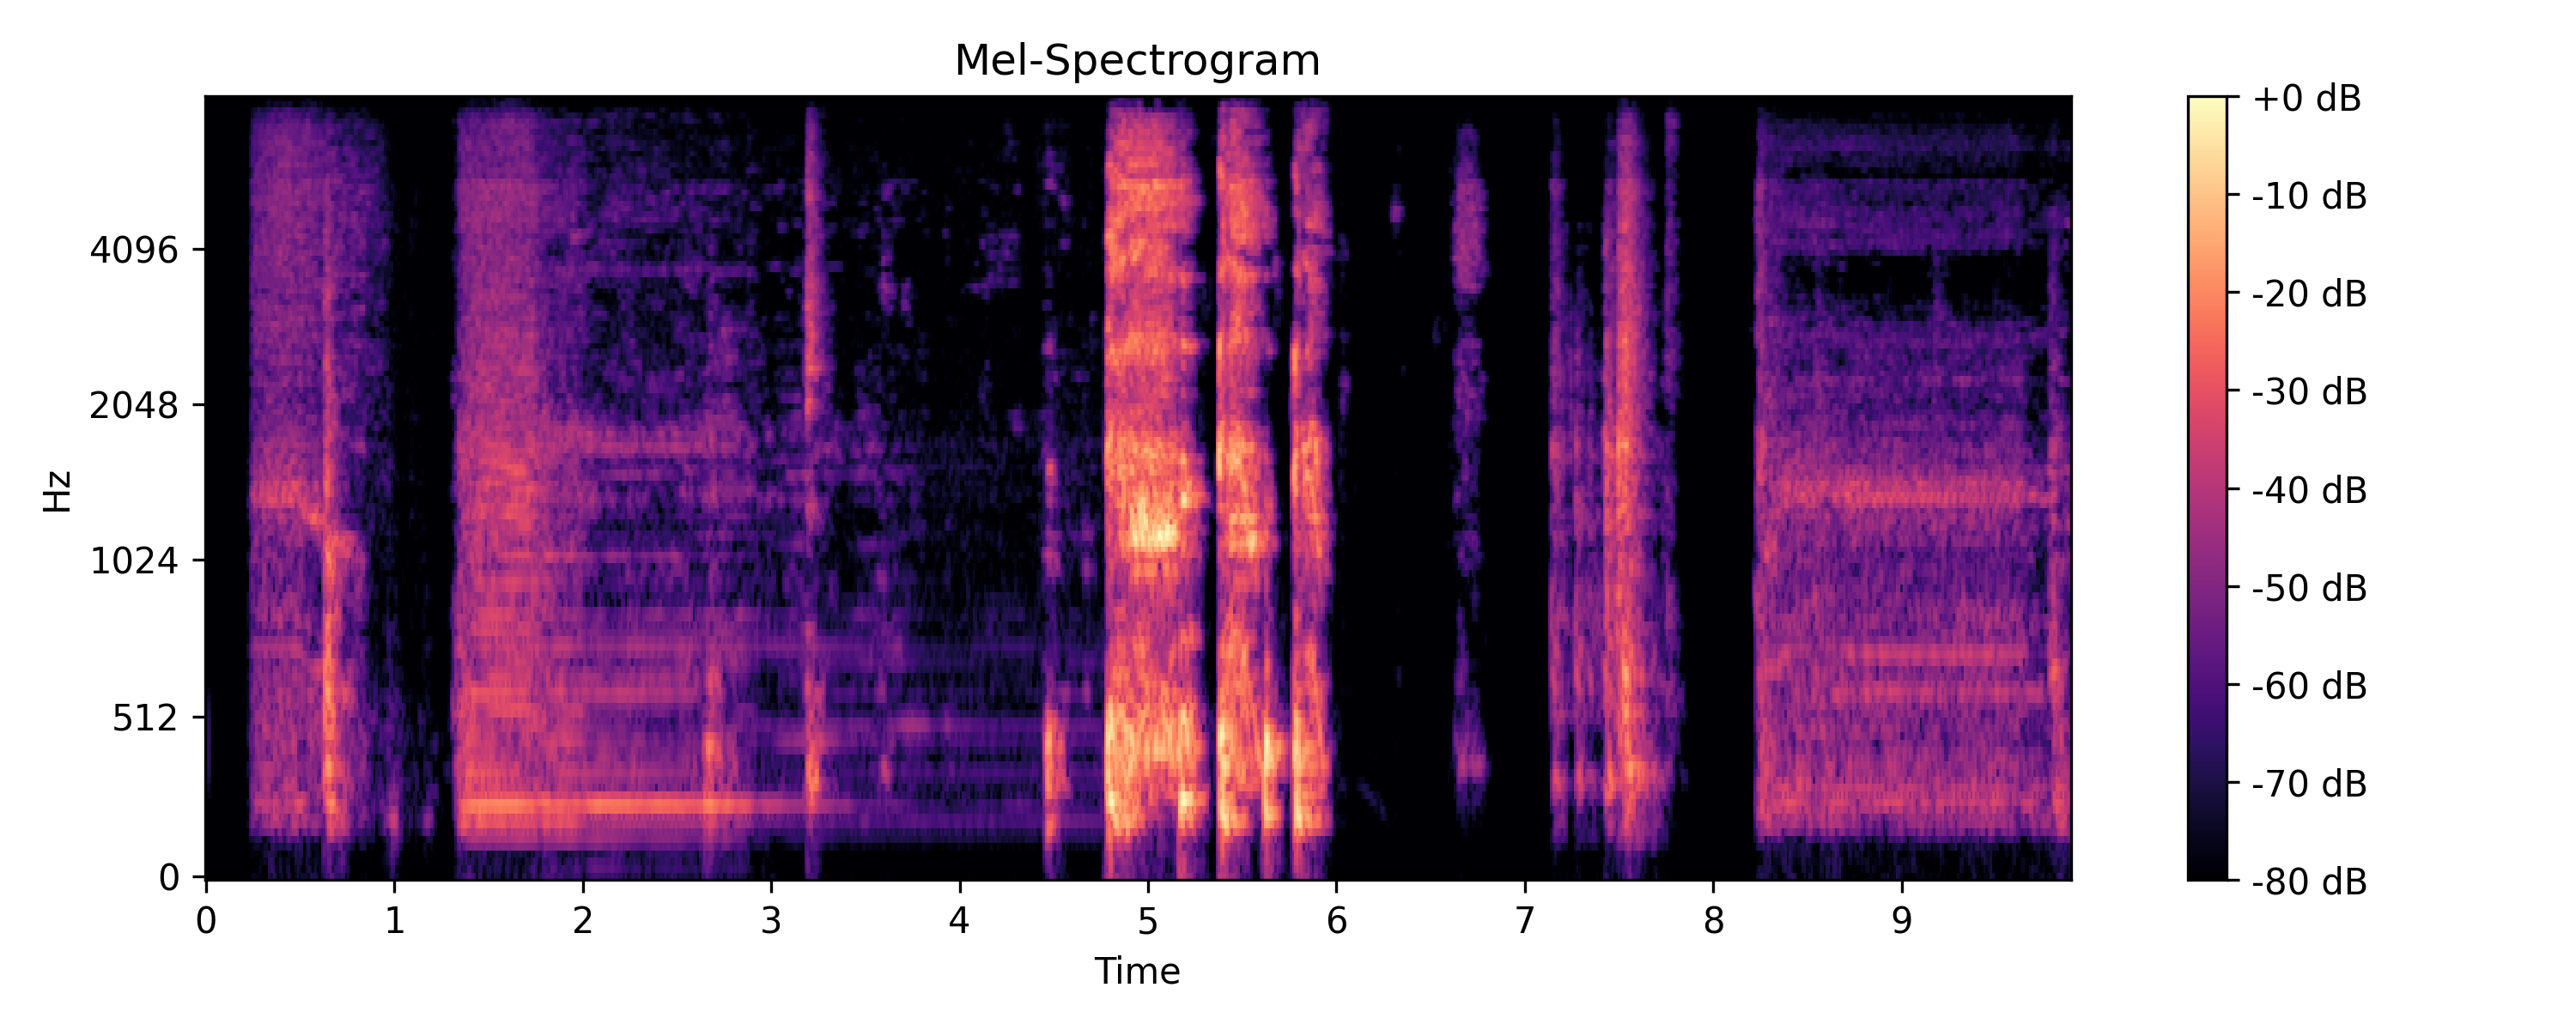 Mel-Spectrogram
+0 dB
-10 dB
-20 dB
-30 dB
-40 dB
-50 dB
-60 dB
-70 dB
-80 dB
4096
2048
1024
512
0
Hz
0 1 2 3 4 5 6 7 8 9
Time